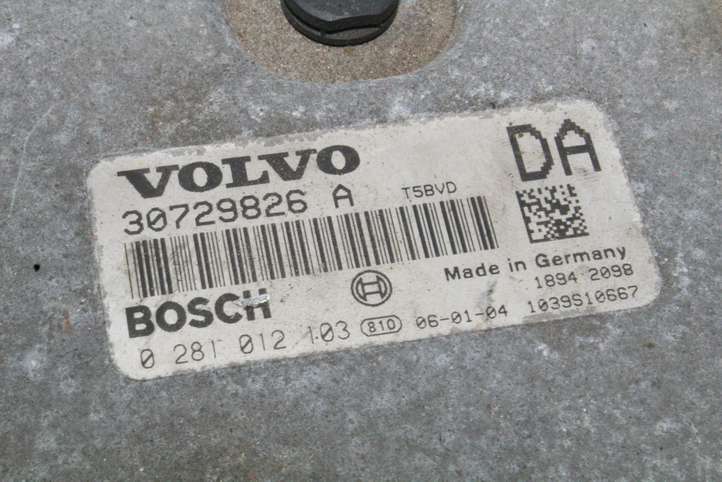 VOLVO
DA
30729826 A T5BVD
Made in Germany
BOSCH
1894 2098
0 281 012 103 810 06-01-04 1039S10667